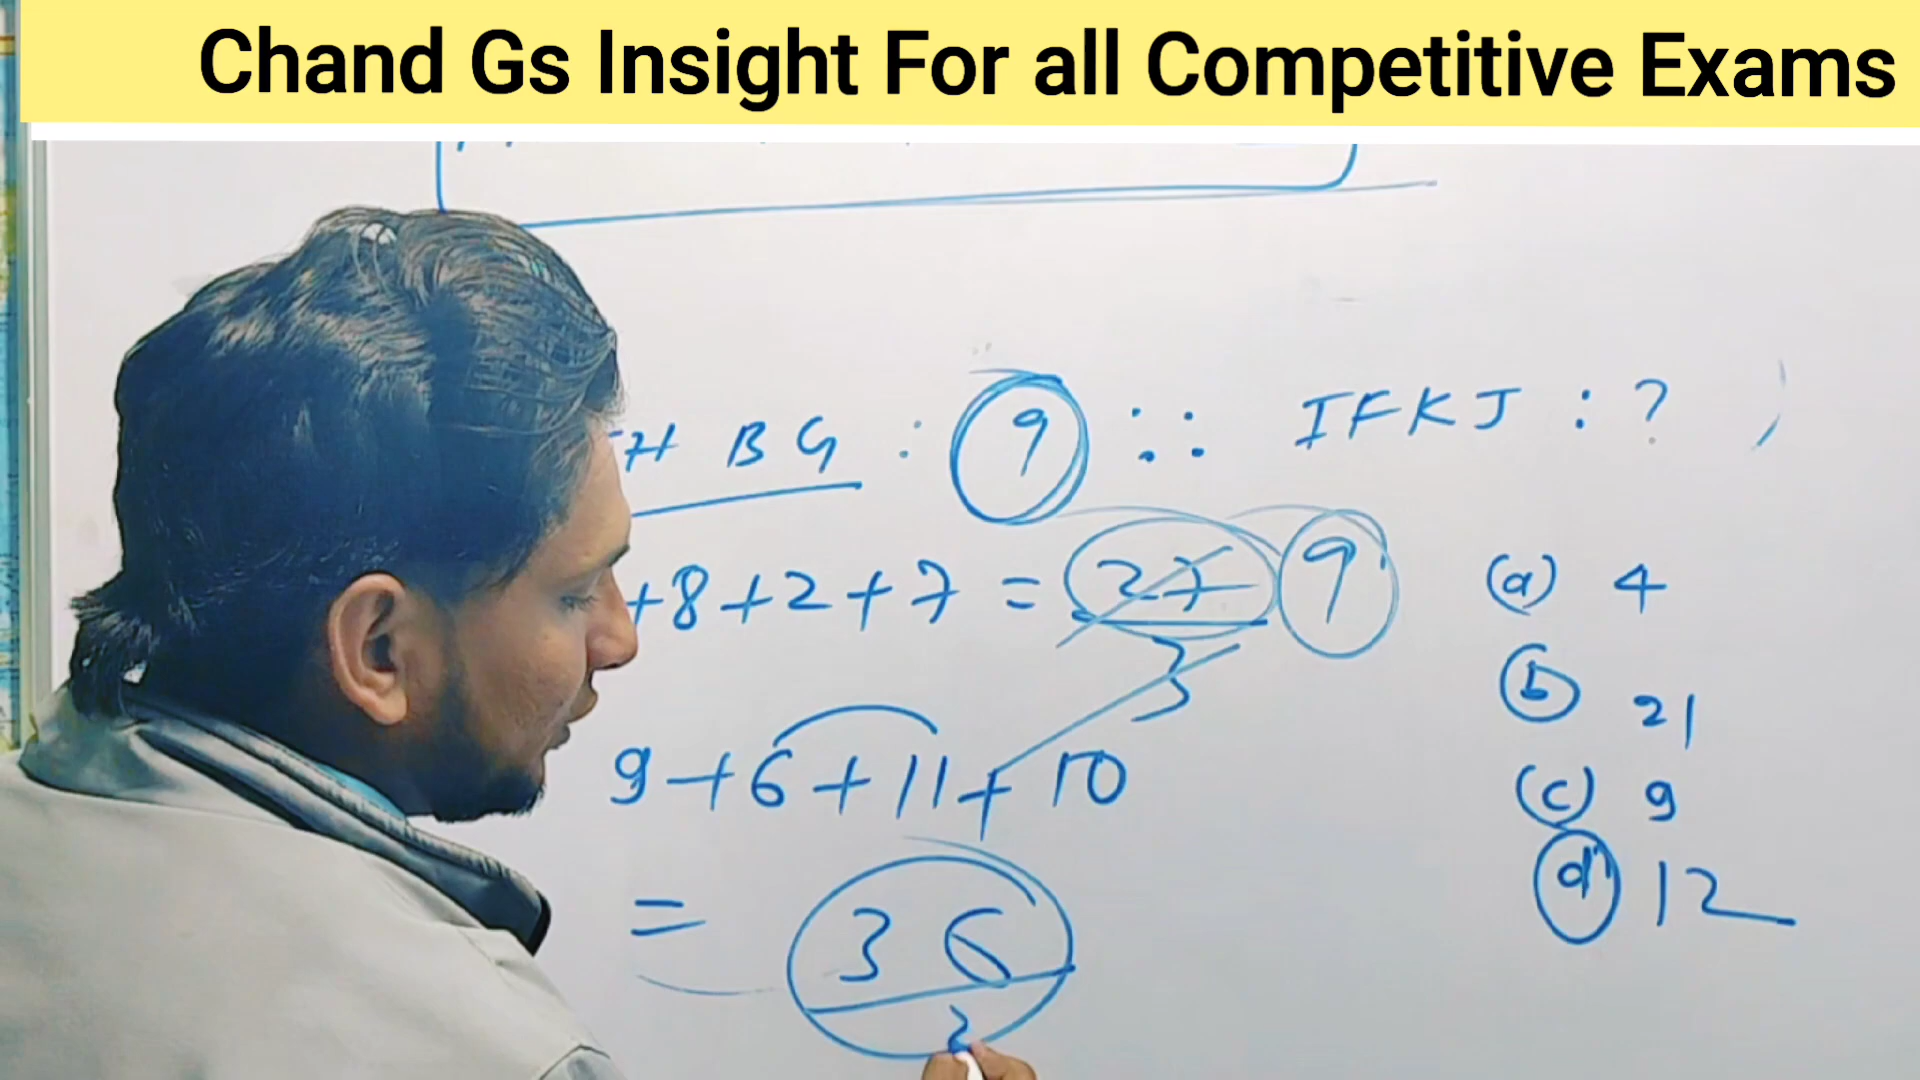 Chand Gs Insight For all Competitive Exams
H B G : 9 :: IFKJ : ?
+8+2+7 = 27 9
3
(a) 4
(b) 21
9+6+11+10
(c) 9
(d) 12
= 36